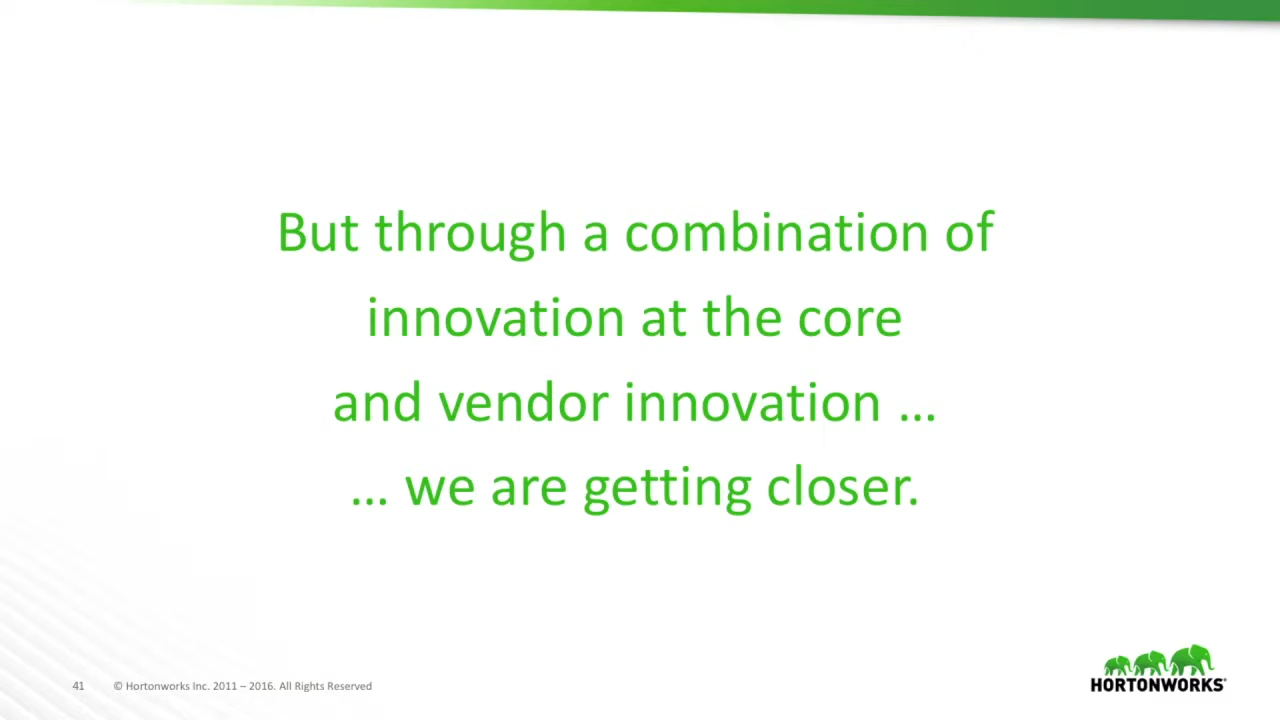 But through a combination of
innovation at the core
and vendor innovation …
… we are getting closer.
41 © Hortonworks Inc. 2011 – 2016. All Rights Reserved
HORTONWORKS®